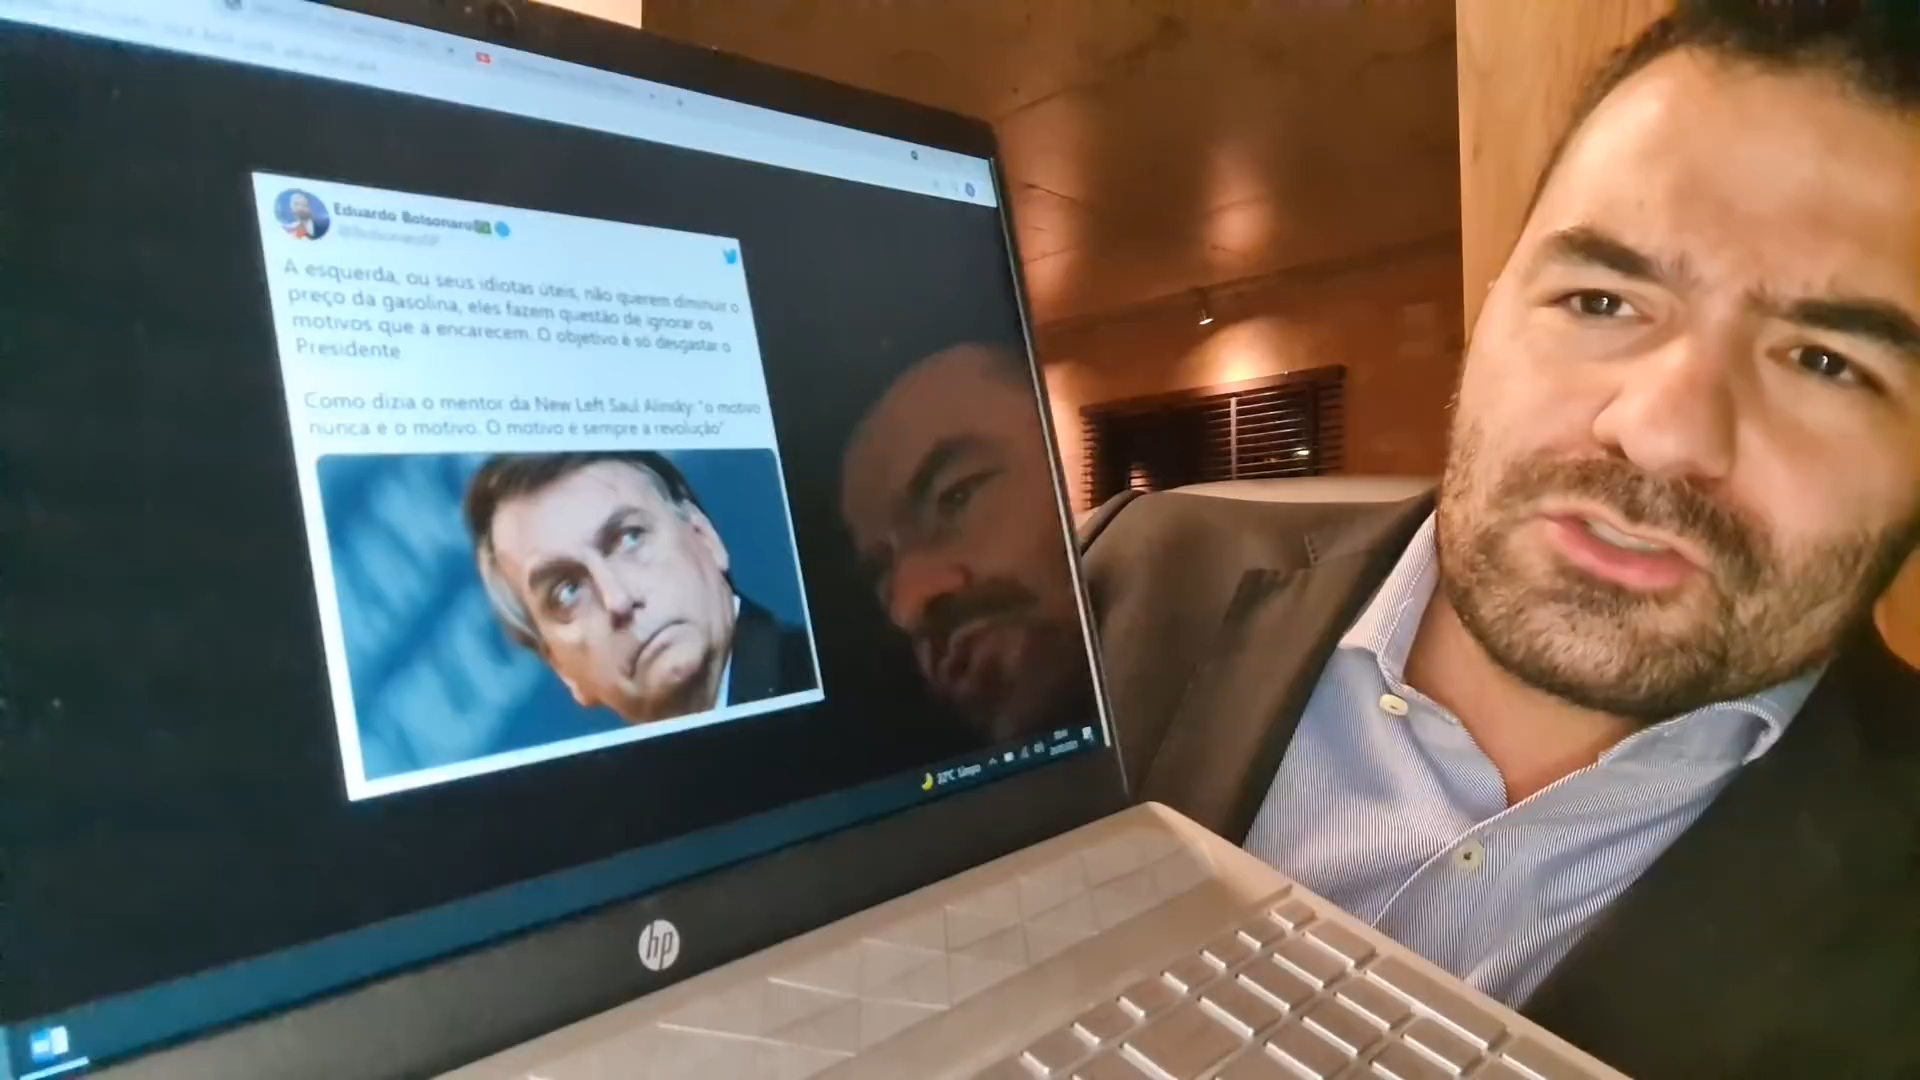 Eduardo Bolsonaro
A esquerda, ou seus idiotas úteis, não querem diminuir o
preço da gasolina, eles fazem questão de ignorar os
motivos que a encarecem. O objetivo é só desgastar o
Presidente
Como dizia o mentor da New Left Saul Alinsky: "o motivo
nunca é o motivo. O motivo é sempre a revolução"
32°C Limpo
hp